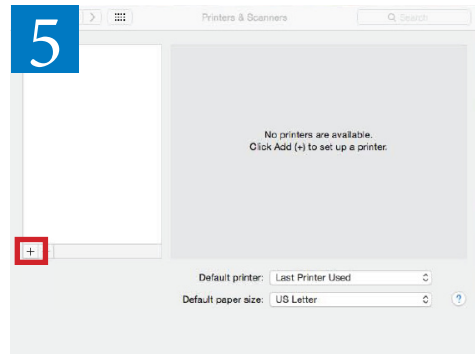 5
Printers & Scanners
Search
No printers are available.
Click Add (+) to set up a printer.
+
Default printer: Last Printer Used
Default paper size: US Letter
?